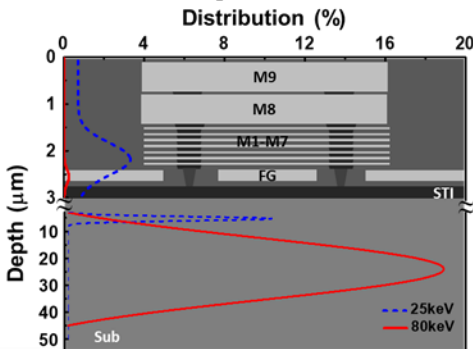 Distribution (%)
0 4 8 12 16 20
0
M9
1
M8
2
M1-M7
FG
3
STI
Depth (μm)
10
20
30
40
50
25keV
80keV
Sub